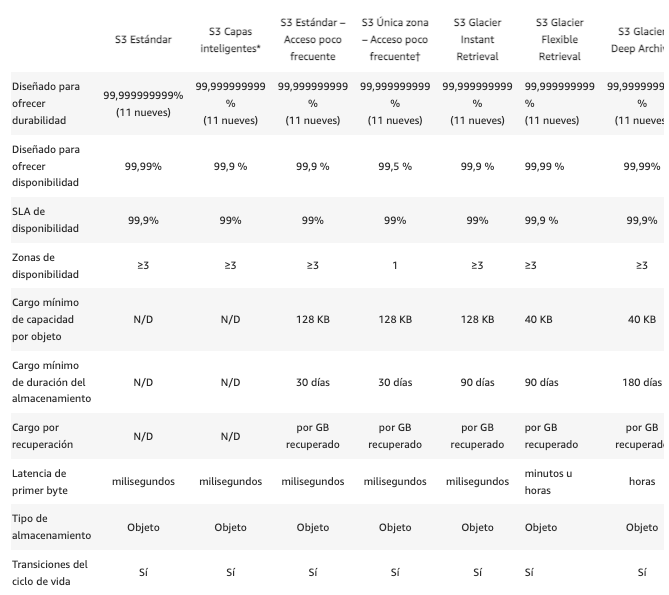 S3 Estándar
S3 Capas
inteligentes*
S3 Estándar –
Acceso poco
frecuente
S3 Única zona
– Acceso poco
frecuente†
S3 Glacier
Instant
Retrieval
S3 Glacier
Flexible
Retrieval
S3 Glacier
Deep Archiv
Diseñado para
ofrecer
durabilidad
99,999999999%
(11 nueves)
99,999999999
%
(11 nueves)
99,999999999
%
(11 nueves)
99,999999999
%
(11 nueves)
99,999999999
%
(11 nueves)
99,999999999
%
(11 nueves)
99,9999999
%
(11 nueves
Diseñado para
ofrecer
disponibilidad
99,99%
99,9 %
99,9 %
99,5 %
99,9 %
99,99 %
99,99%
SLA de
disponibilidad
99,9%
99%
99%
99%
99%
99,9 %
99,9%
Zonas de
disponibilidad
≥3
≥3
≥3
1
≥3
≥3
≥3
Cargo mínimo
de capacidad
por objeto
N/D
N/D
128 KB
128 KB
128 KB
40 KB
40 KB
Cargo mínimo
de duración del
almacenamiento
N/D
N/D
30 días
30 días
90 días
90 días
180 días
Cargo por
recuperación
N/D
N/D
por GB
recuperado
por GB
recuperado
por GB
recuperado
por GB
recuperado
por GB
recuperado
Latencia de
primer byte
milisegundos
milisegundos
milisegundos
milisegundos
milisegundos
minutos u
horas
horas
Tipo de
almacenamiento
Objeto
Objeto
Objeto
Objeto
Objeto
Objeto
Objeto
Transiciones del
ciclo de vida
Sí
Sí
Sí
Sí
Sí
Sí
Sí